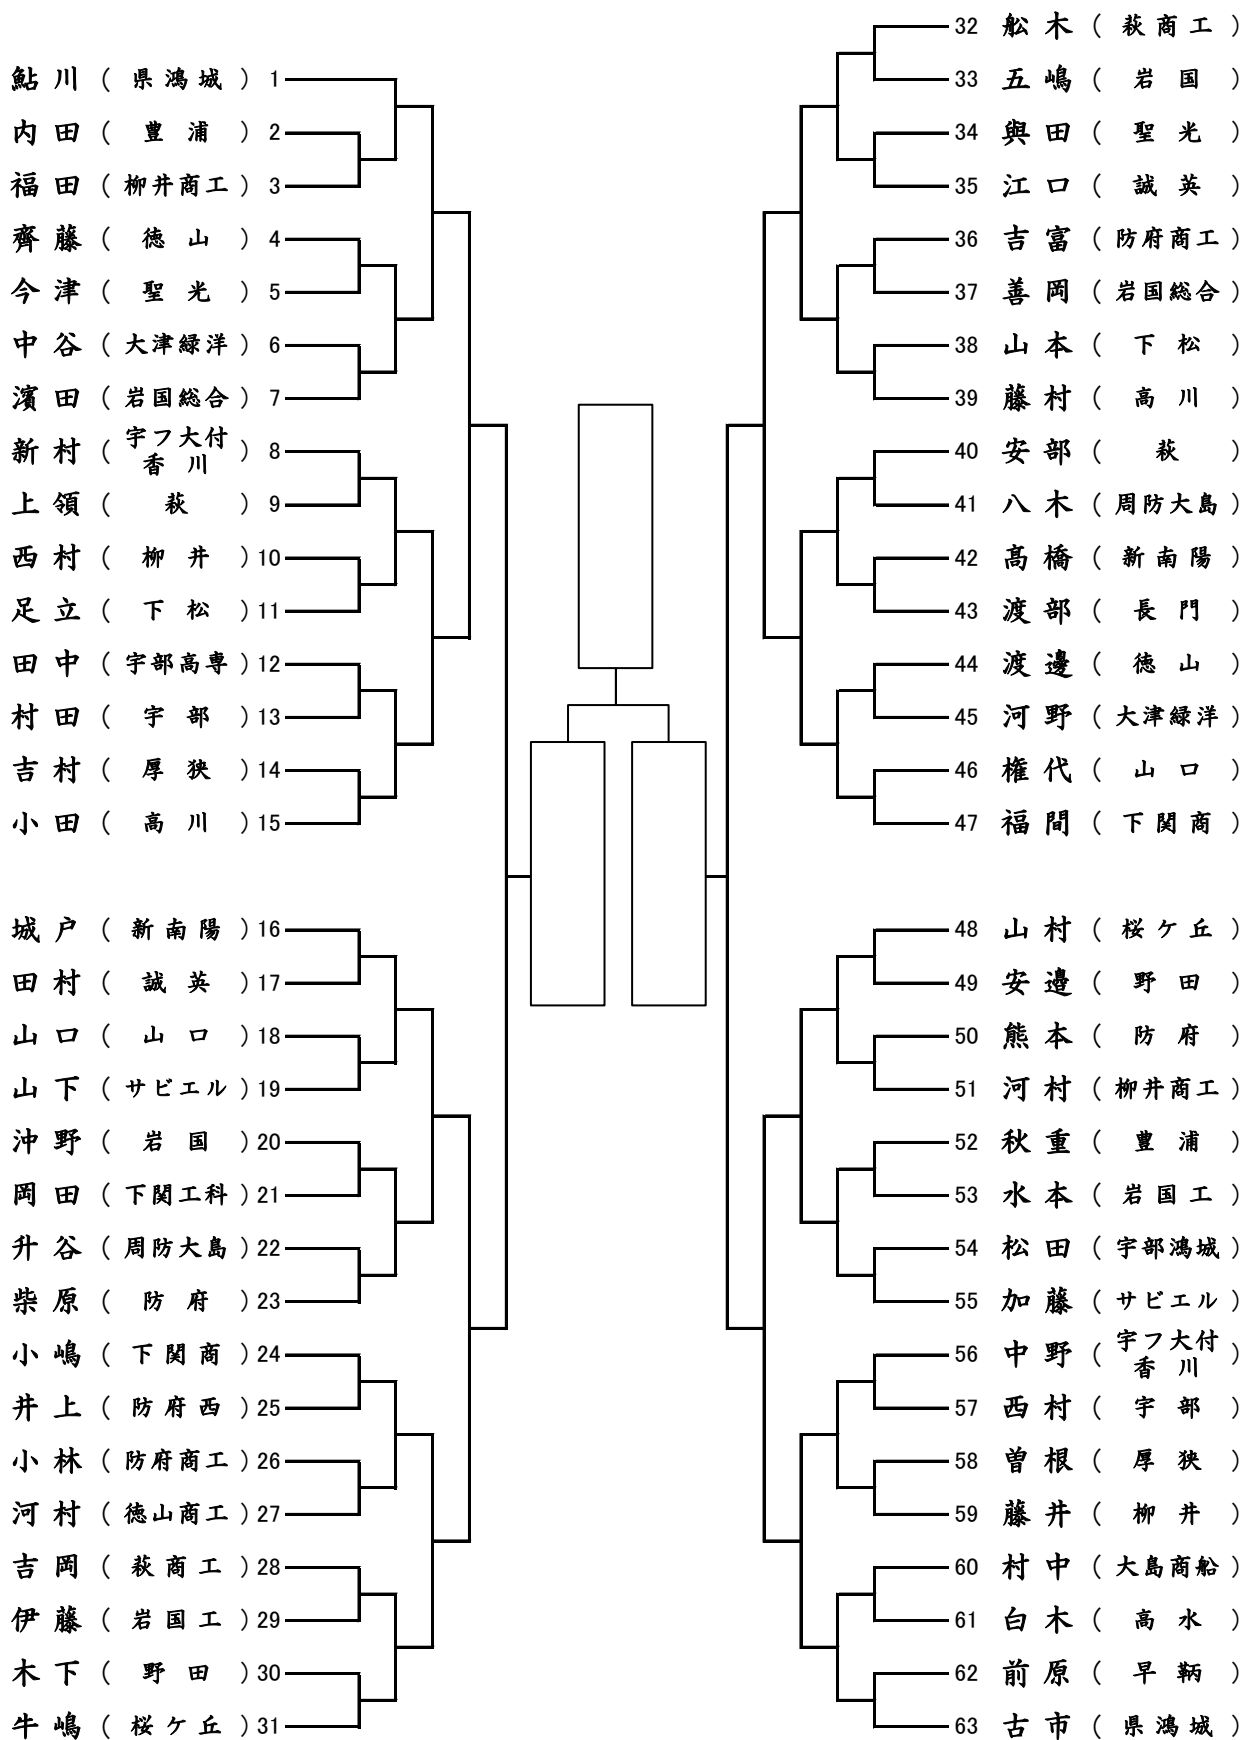 鮎川（県鴻城）1
内田（豊浦）2
福田（柳井商工）3
齊藤（徳山）4
今津（聖光）5
中谷（大津緑洋）6
濱田（岩国総合）7
新村（宇フ大付香川）8
上領（萩）9
西村（柳井）10
足立（下松）11
田中（宇部高専）12
村田（宇部）13
吉村（厚狭）14
小田（高川）15
城戸（新南陽）16
田村（誠英）17
山口（山口）18
山下（サビエル）19
沖野（岩国）20
岡田（下関工科）21
升谷（周防大島）22
柴原（防府）23
小嶋（下関商）24
井上（防府西）25
小林（防府商工）26
河村（徳山商工）27
吉岡（萩商工）28
伊藤（岩国工）29
木下（野田）30
牛嶋（桜ケ丘）31
32 舩木（萩商工）
33 五嶋（岩国）
34 與田（聖光）
35 江口（誠英）
36 吉富（防府商工）
37 善岡（岩国総合）
38 山本（下松）
39 藤村（高川）
40 安部（萩）
41 八木（周防大島）
42 髙橋（新南陽）
43 渡部（長門）
44 渡邊（徳山）
45 河野（大津緑洋）
46 権代（山口）
47 福間（下関商）
48 山村（桜ケ丘）
49 安邉（野田）
50 熊本（防府）
51 河村（柳井商工）
52 秋重（豊浦）
53 水本（岩国工）
54 松田（宇部鴻城）
55 加藤（サビエル）
56 中野（宇フ大付香川）
57 西村（宇部）
58 曽根（厚狭）
59 藤井（柳井）
60 村中（大島商船）
61 白木（高水）
62 前原（早鞆）
63 古市（県鴻城）